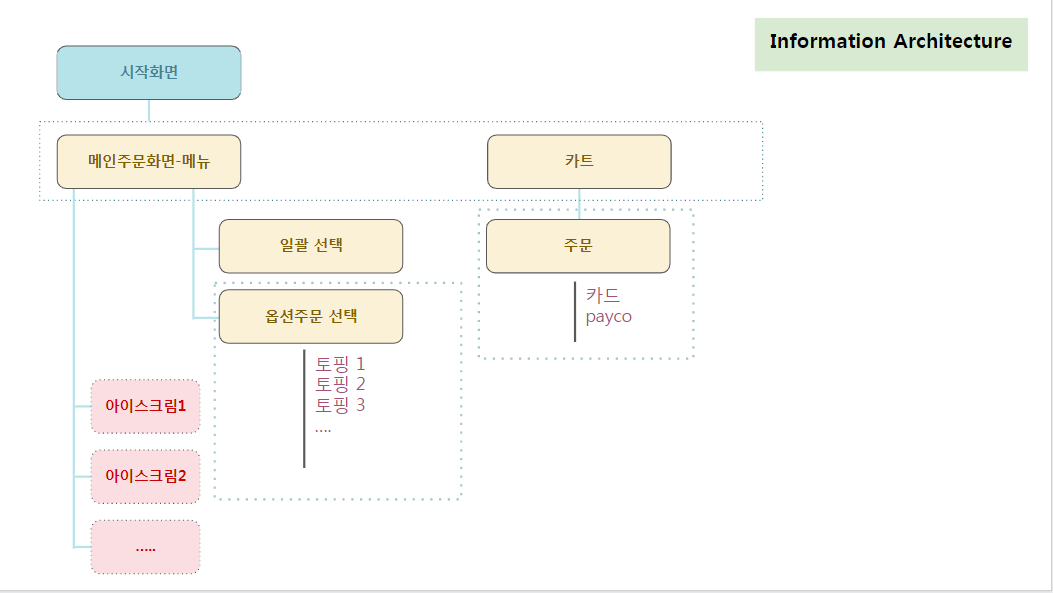 Information Architecture
시작화면
메인주문화면-메뉴
카트
일괄 선택
주문
옵션주문 선택
카드
payco
토핑 1
토핑 2
토핑 3
....
아이스크림1
아이스크림2
.....